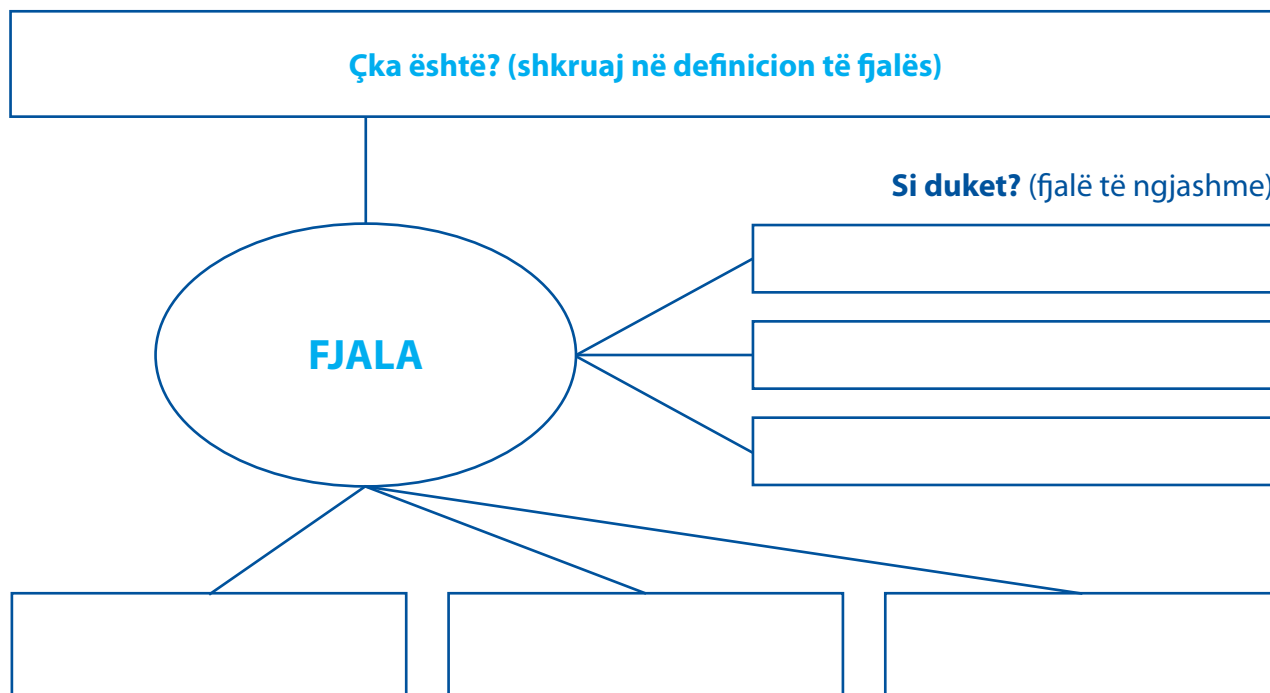 Çka është? (shkruaj në definicion të fjalës)
Si duket? (fjalë të ngjashme)
FJALA